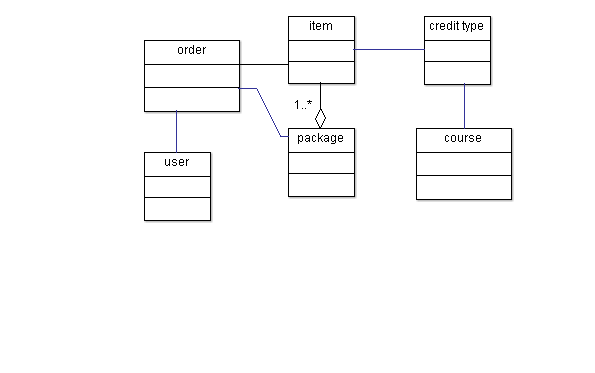 item
credit type
order
1..*
package
course
user